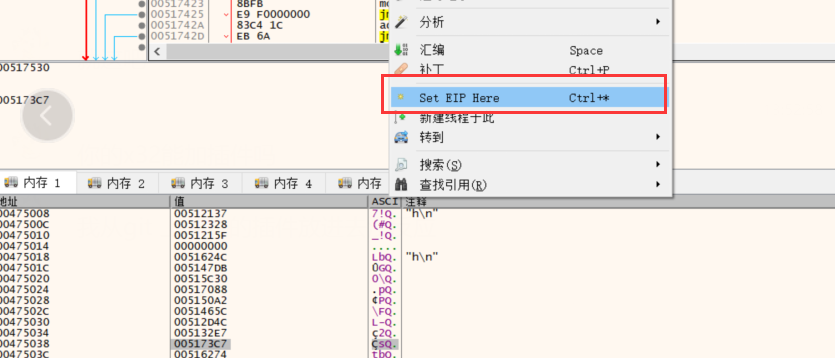 00517423 8BFB
00517425 E9 F0000000
0051742A 83C4 1C
0051742D EB 6A
00517530
005173C7
分析
汇编 Space
补丁 Ctrl+P
Set EIP Here Ctrl+*
新建线程于此
转到
搜索(S)
查找引用(R)
内存 1 内存 2 内存 3 内存 4 内存
地址 值 ASCI 注释
00475008 00512137 7!Q. "h\n"
0047500C 00512328 (#Q.
00475010 0051215F _!Q.
00475014 00000000 ....
00475018 0051624C LbQ. "h\n"
0047501C 005147DB ÛGQ.
00475020 00515C30 0\Q.
00475024 00517088 .pQ.
00475028 005150A2 ¢PQ.
0047502C 0051465C \FQ.
00475030 00512D4C L-Q.
00475034 005132E7 ç2Q.
00475038 005173C7 ÇsQ.
00516274 tbQ.